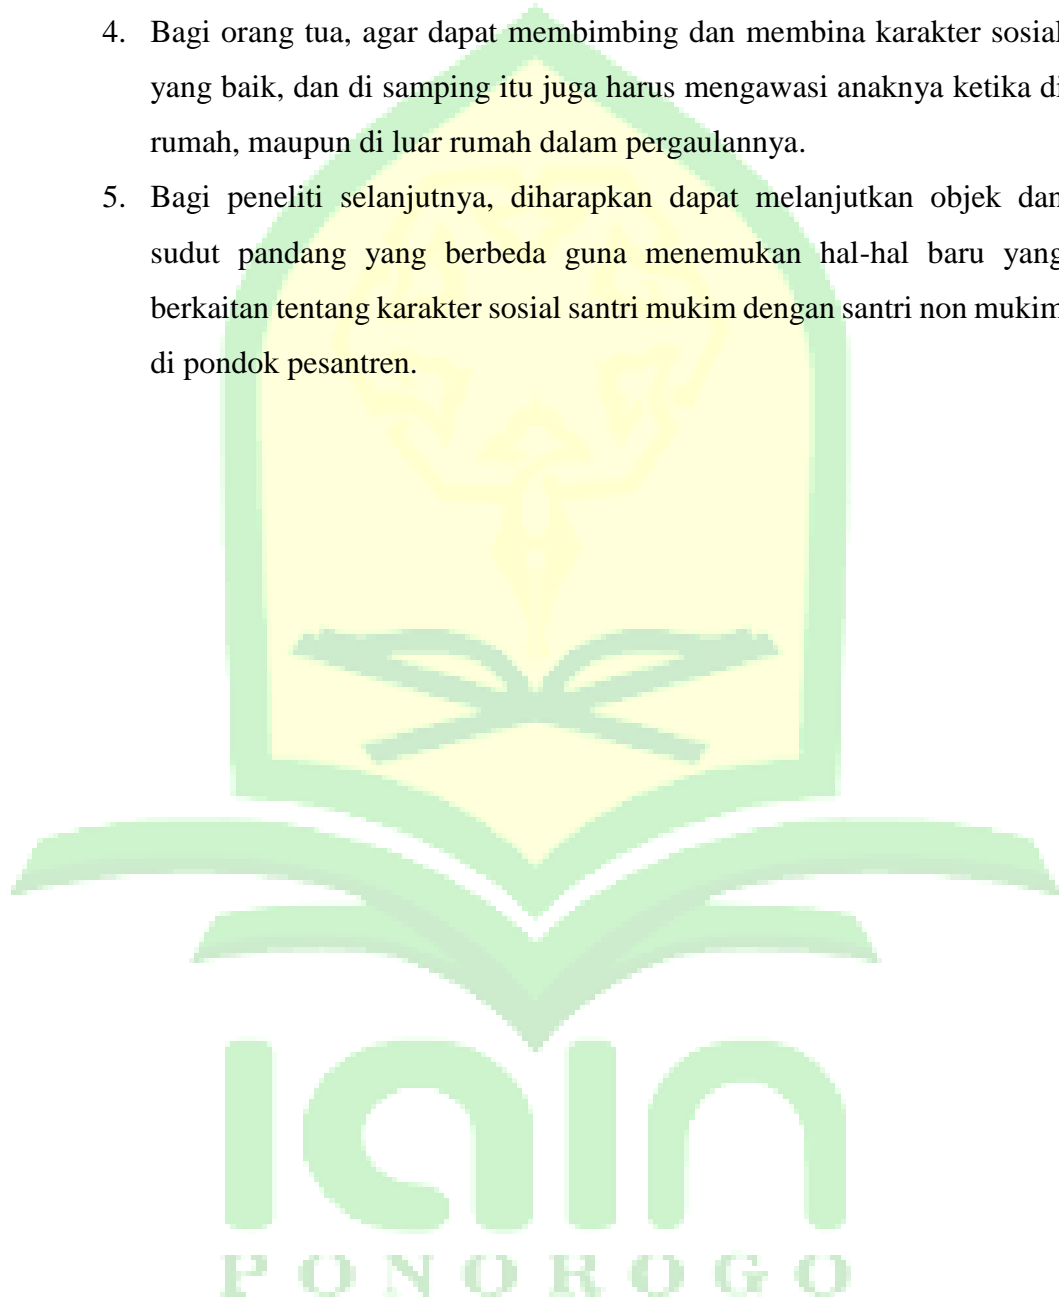 4. Bagi orang tua, agar dapat membimbing dan membina karakter sosial
yang baik, dan di samping itu juga harus mengawasi anaknya ketika di
rumah, maupun di luar rumah dalam pergaulannya.
5. Bagi peneliti selanjutnya, diharapkan dapat melanjutkan objek dan
sudut pandang yang berbeda guna menemukan hal-hal baru yang
berkaitan tentang karakter sosial santri mukim dengan santri non mukim
di pondok pesantren.
iain
PONOROGO